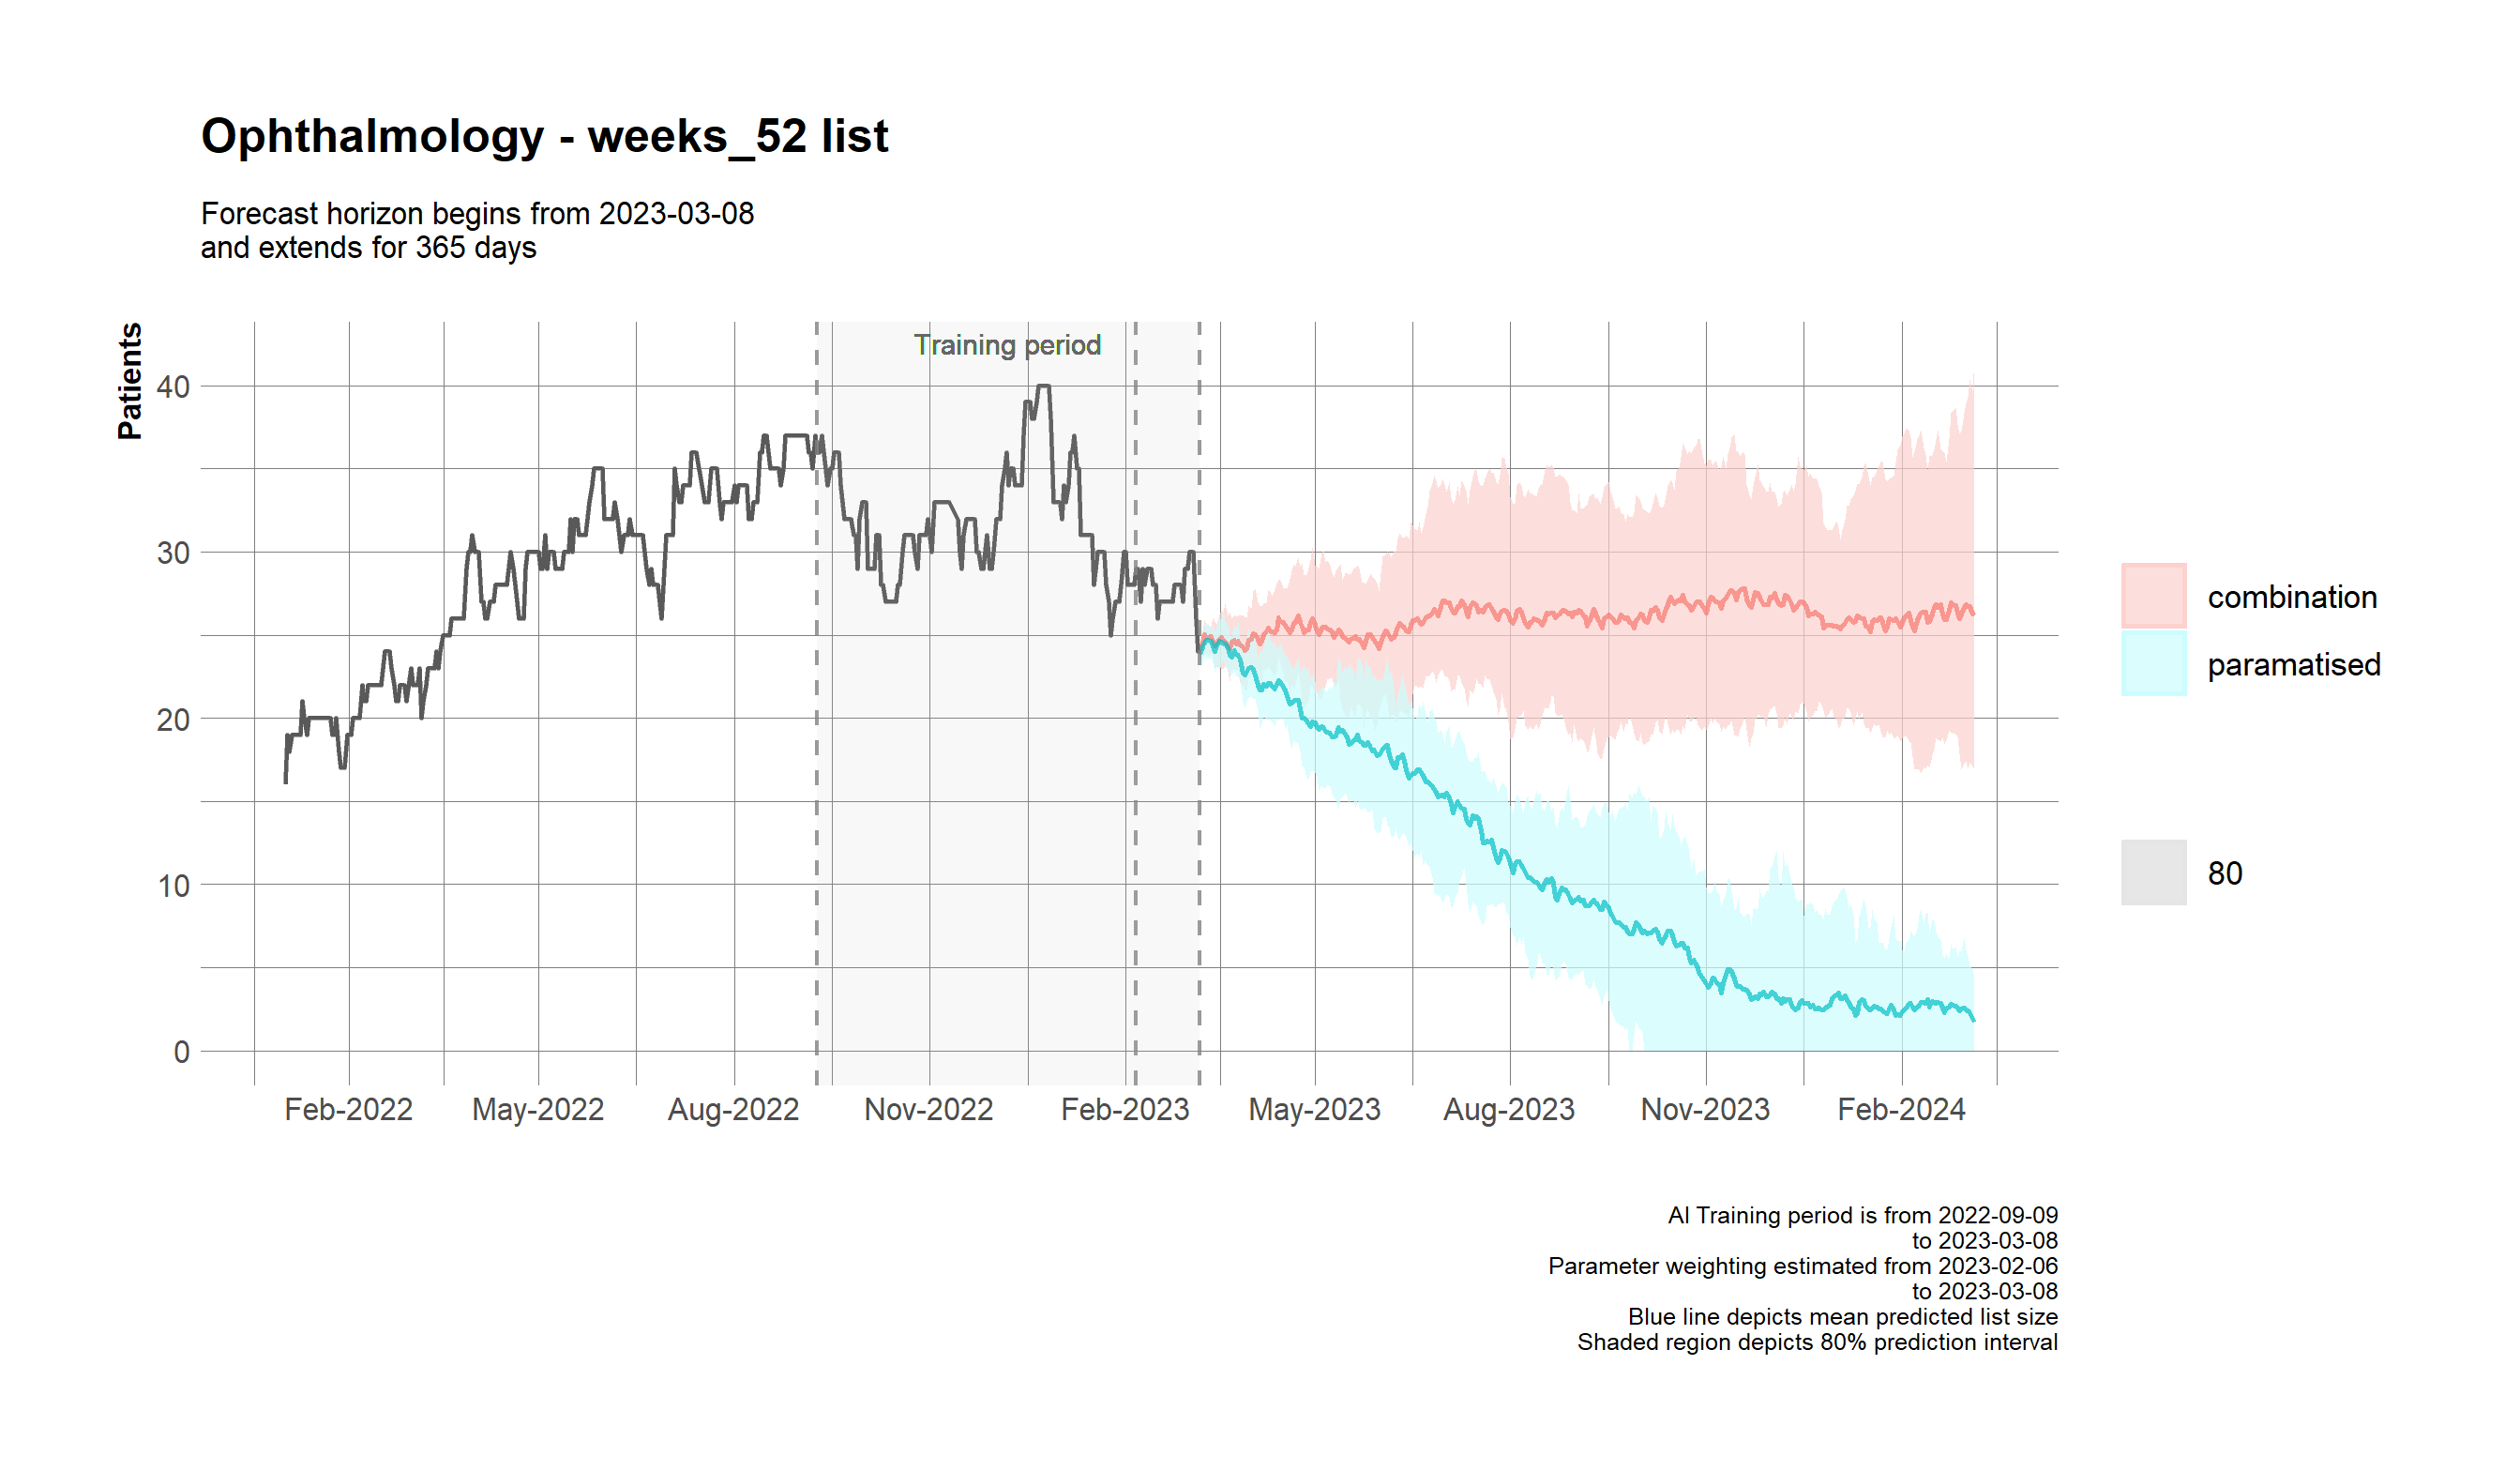 Ophthalmology - weeks_52 list
Forecast horizon begins from 2023-03-08
and extends for 365 days
Patients
Training period
40
30
20
10
0
Feb-2022
May-2022
Aug-2022
Nov-2022
Feb-2023
May-2023
Aug-2023
Nov-2023
Feb-2024
combination
paramatised
80
AI Training period is from 2022-09-09
to 2023-03-08
Parameter weighting estimated from 2023-02-06
to 2023-03-08
Blue line depicts mean predicted list size
Shaded region depicts 80% prediction interval